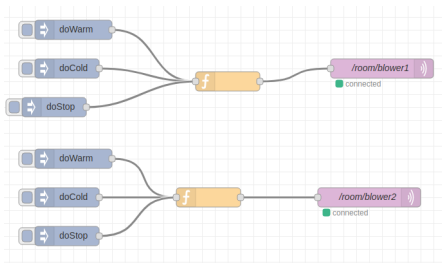 doWarm
doCold
/room/blower1
connected
doStop
doWarm
doCold
/room/blower2
connected
doStop